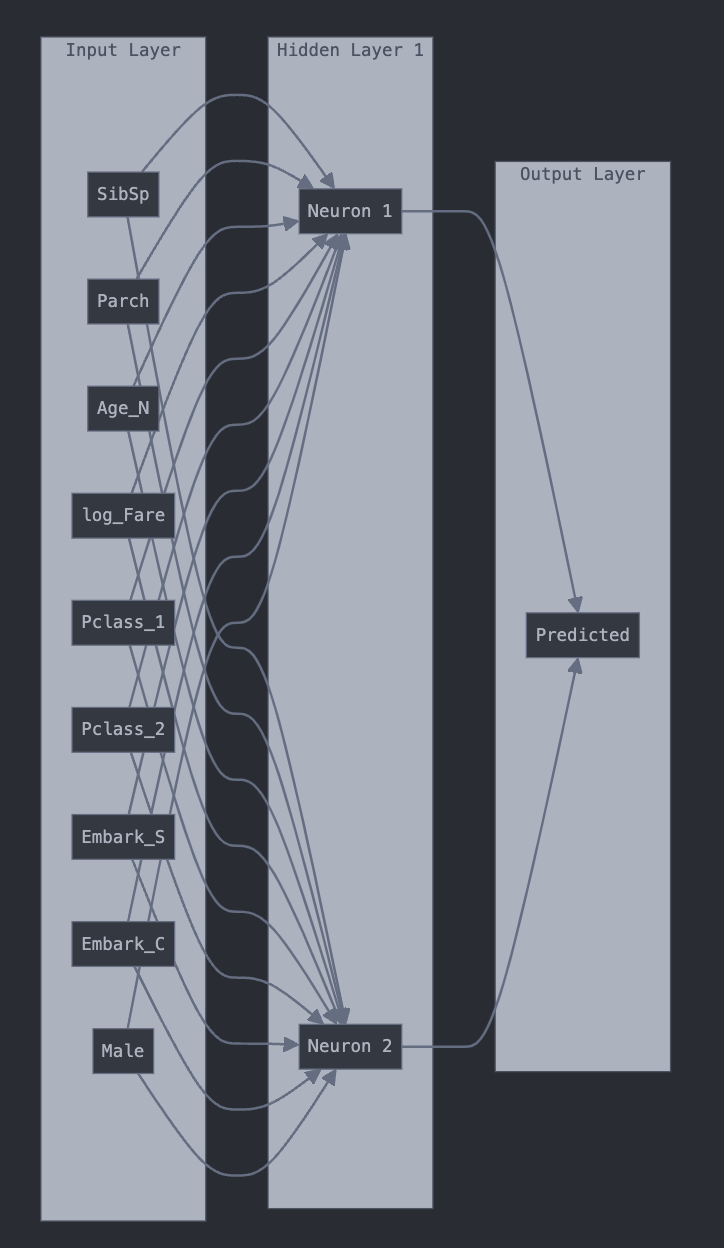 Input Layer
SibSp
Parch
Age_N
log_Fare
Pclass_1
Pclass_2
Embark_S
Embark_C
Male
Hidden Layer 1
Neuron 1
Neuron 2
Output Layer
Predicted